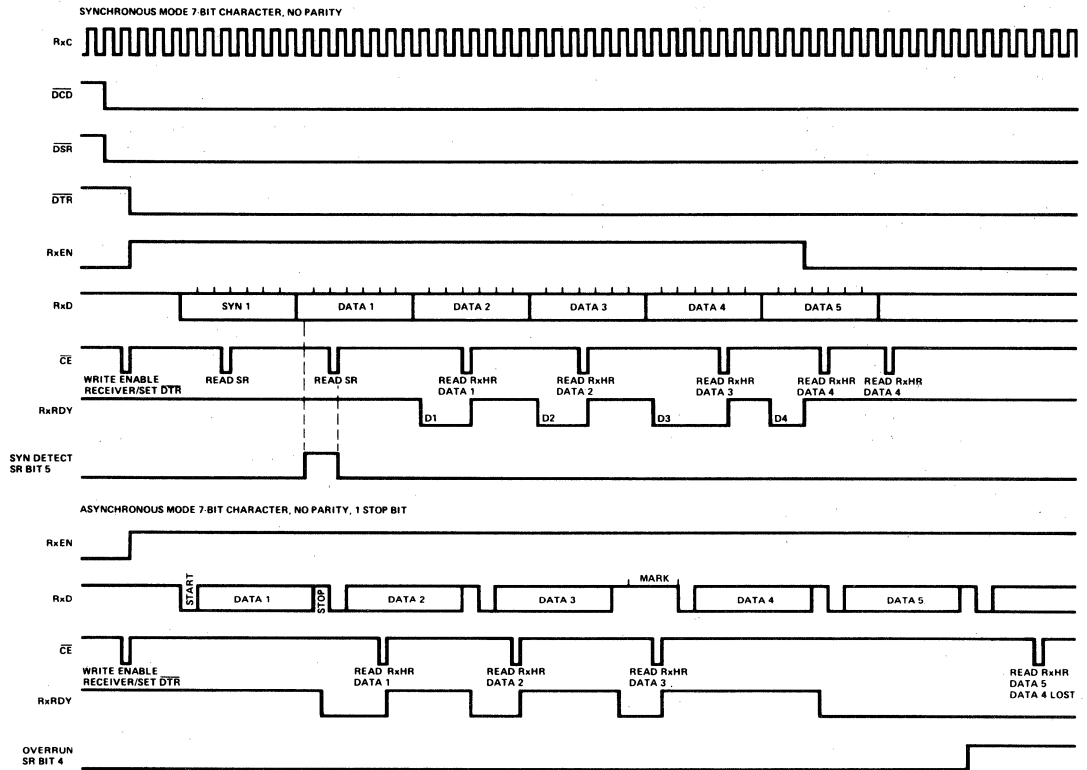 SYNCHRONOUS MODE 7-BIT CHARACTER, NO PARITY
RxC
DCD
DSR
DTR
RxEN
RxD
SYN 1
DATA 1
DATA 2
DATA 3
DATA 4
DATA 5
CE
WRITE ENABLE
RECEIVER/SET DTR
READ SR
READ SR
READ RxHR
DATA 1
READ RxHR
DATA 2
READ RxHR
DATA 3
READ RxHR
DATA 4
READ RxHR
DATA 4
RxRDY
D1
D2
D3
D4
SYN DETECT
SR BIT 5
ASYNCHRONOUS MODE 7-BIT CHARACTER, NO PARITY, 1 STOP BIT
RxEN
RxD
START
DATA 1
STOP
DATA 2
DATA 3
MARK
DATA 4
DATA 5
CE
WRITE ENABLE
RECEIVER/SET DTR
READ RxHR
DATA 1
READ RxHR
DATA 2
READ RxHR
DATA 3
READ RxHR
DATA 5
DATA 4 LOST
RxRDY
OVERRUN
SR BIT 4